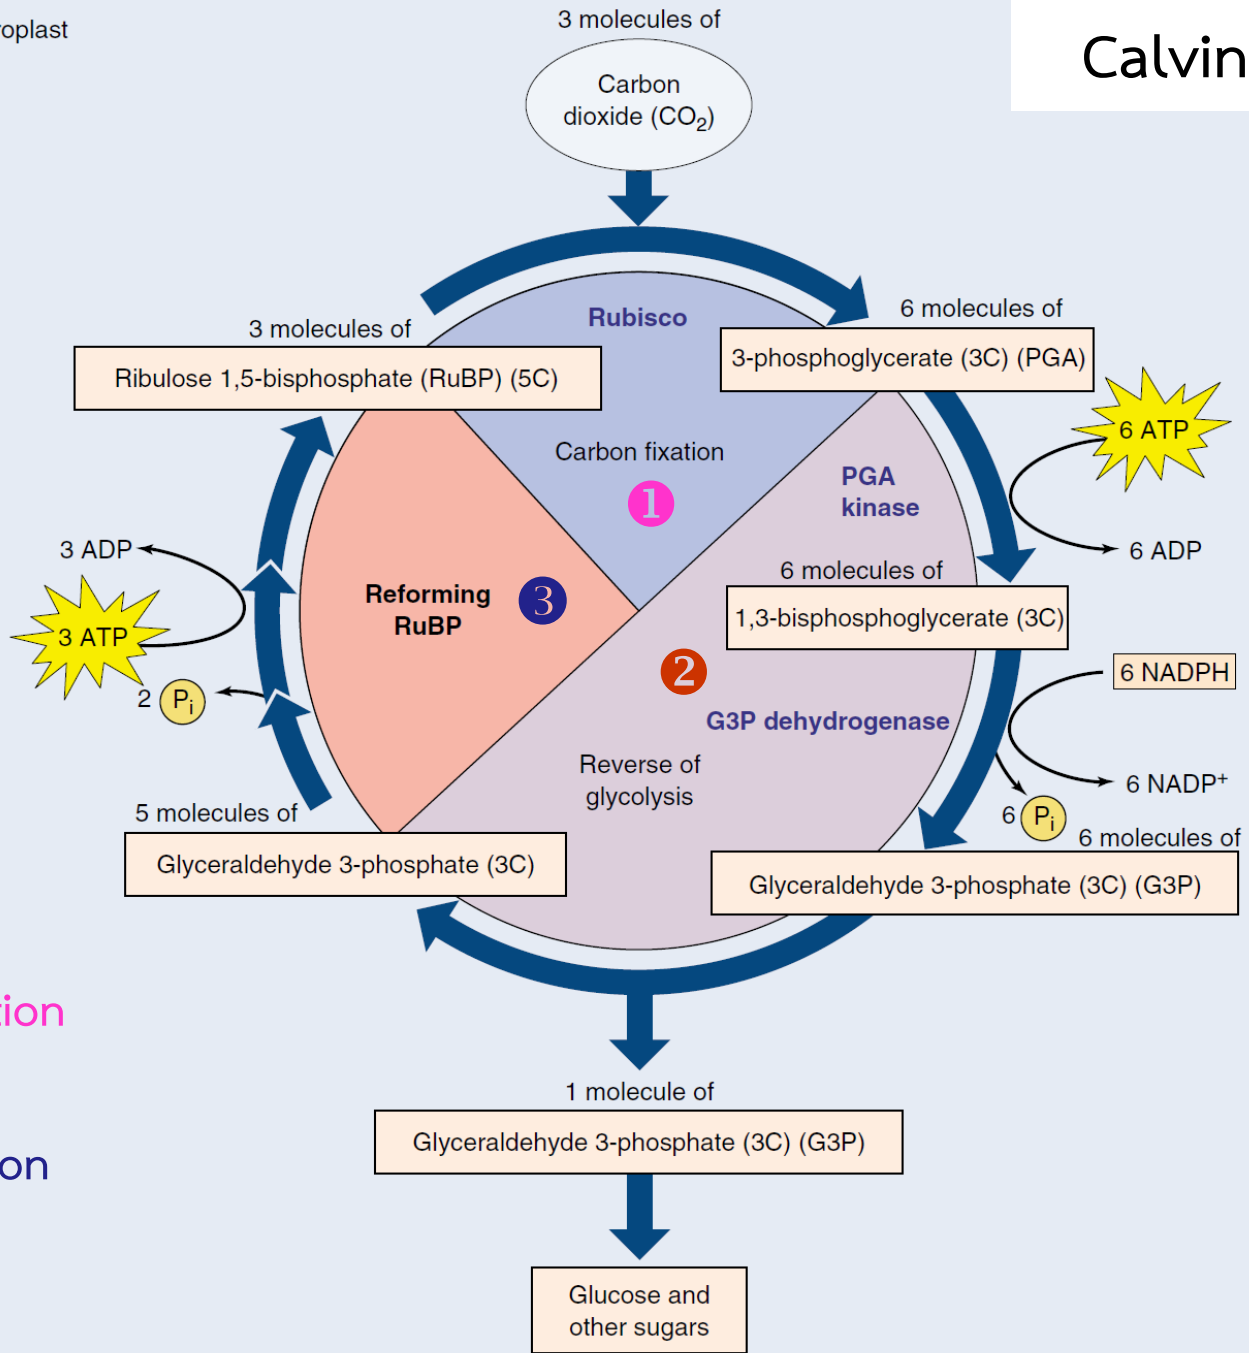 roplast
Calvin
3 molecules of
Carbon
dioxide (CO₂)
Rubisco
6 molecules of
3-phosphoglycerate (3C) (PGA)
3 molecules of
Ribulose 1,5-bisphosphate (RuBP) (5C)
6 ATP
Carbon fixation
1
PGA
kinase
6 ADP
3 ADP
6 molecules of
1,3-bisphosphoglycerate (3C)
Reforming
RuBP
3
3 ATP
2
6 NADPH
2 Pᵢ
G3P dehydrogenase
Reverse of
glycolysis
6 NADP⁺
6 Pᵢ
5 molecules of
Glyceraldehyde 3-phosphate (3C)
6 molecules of
Glyceraldehyde 3-phosphate (3C) (G3P)
tion
1 molecule of
Glyceraldehyde 3-phosphate (3C) (G3P)
on
Glucose and
other sugars